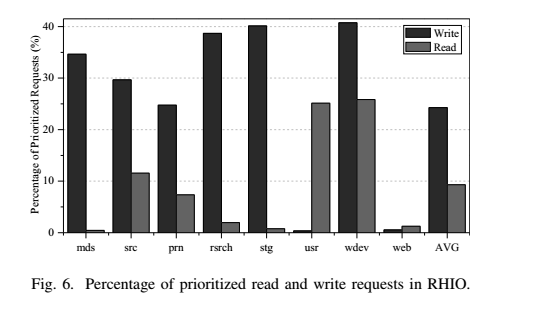 Percentage of Prioritized Requests (%)
40
30
20
10
0
Write
Read
mds src prn rsrch stg usr wdev web AVG
Fig. 6. Percentage of prioritized read and write requests in RHIO.